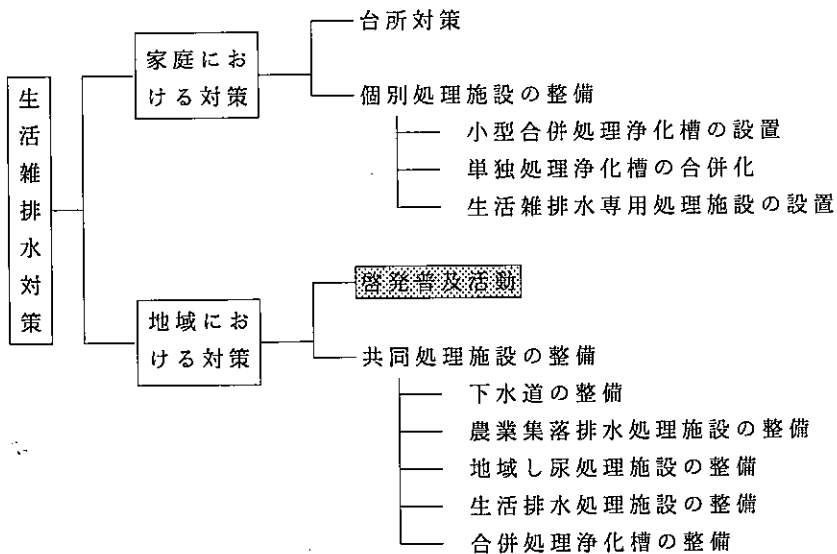 生活雑排水対策
家庭にお
ける対策
台所対策
個別処理施設の整備
小型合併処理浄化槽の設置
単独処理浄化槽の合併化
生活雑排水専用処理施設の設置
地域にお
ける対策
啓発普及活動
共同処理施設の整備
下水道の整備
農業集落排水処理施設の整備
地域し尿処理施設の整備
生活排水処理施設の整備
合併処理浄化槽の整備